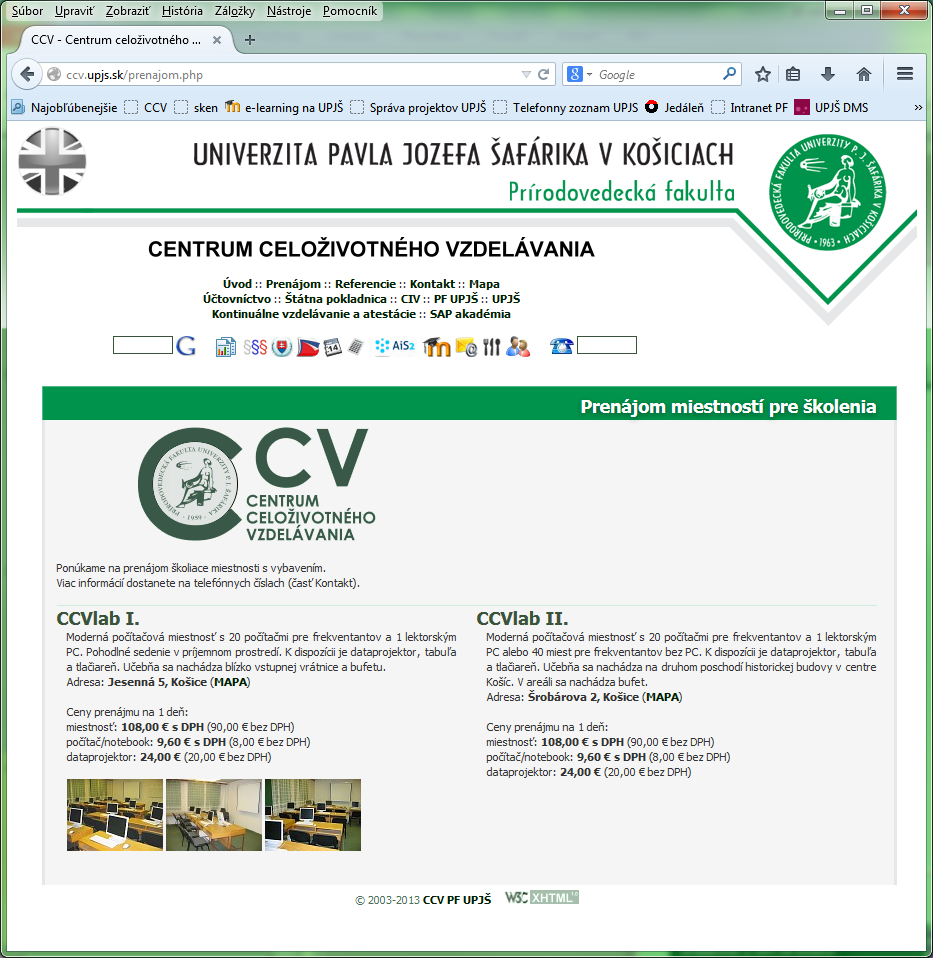 Súbor Upraviť Zobraziť História Záložky Nástroje Pomocník
CCV - Centrum celoživotného ...
ccv.upjs.sk/prenajom.php
Google
Najobľúbenejšie CCV sken e-learning na UPJŠ Správa projektov UPJŠ Telefonny zoznam UPJS Jedáleň Intranet PF UPJŠ DMS
UNIVERZITA PAVLA JOZEFA ŠAFÁRIKA V KOŠICIACH
Prírodovedecká fakulta
PRÍRODOVEDECKÁ FAKULTA UNIVERZITY P. J. ŠAFÁRIKA V KOŠICIACH
1963
CENTRUM CELOŽIVOTNÉHO VZDELÁVANIA
Úvod :: Prenájom :: Referencie :: Kontakt :: Mapa
Účtovníctvo :: Štátna pokladnica :: CIV :: PF UPJŠ :: UPJŠ
Kontinuálne vzdelávanie a atestácie :: SAP akadémia
G §§§ 14 AiS2 m @
Prenájom miestností pre školenia
CCV
CENTRUM
CELOŽIVOTNÉHO
VZDELÁVANIA
Ponúkame na prenájom školiace miestnosti s vybavením.
Viac informácií dostanete na telefónnych číslach (časť Kontakt).
CCVlab I.
Moderná počítačová miestnosť s 20 počítačmi pre frekventantov a 1 lektorským
PC. Pohodlné sedenie v príjemnom prostredí. K dispozícii je dataprojektor, tabuľa
a tlačiareň. Učebňa sa nachádza blízko vstupnej vrátnice a bufetu.
Adresa: Jesenná 5, Košice (MAPA)
Ceny prenájmu na 1 deň:
miestnosť: 108,00 € s DPH (90,00 € bez DPH)
počítač/notebook: 9,60 € s DPH (8,00 € bez DPH)
dataprojektor: 24,00 € (20,00 € bez DPH)
CCVlab II.
Moderná počítačová miestnosť s 20 počítačmi pre frekventantov a 1 lektorským
PC alebo 40 miest pre frekventantov bez PC. K dispozícii je dataprojektor, tabuľa
a tlačiareň. Učebňa sa nachádza na druhom poschodí historickej budovy v centre
Košíc. V areáli sa nachádza bufet.
Adresa: Šrobárova 2, Košice (MAPA)
Ceny prenájmu na 1 deň:
miestnosť: 108,00 € s DPH (90,00 € bez DPH)
počítač/notebook: 9,60 € s DPH (8,00 € bez DPH)
dataprojektor: 24,00 € (20,00 € bez DPH)
© 2003-2013 CCV PF UPJŠ W3C XHTML